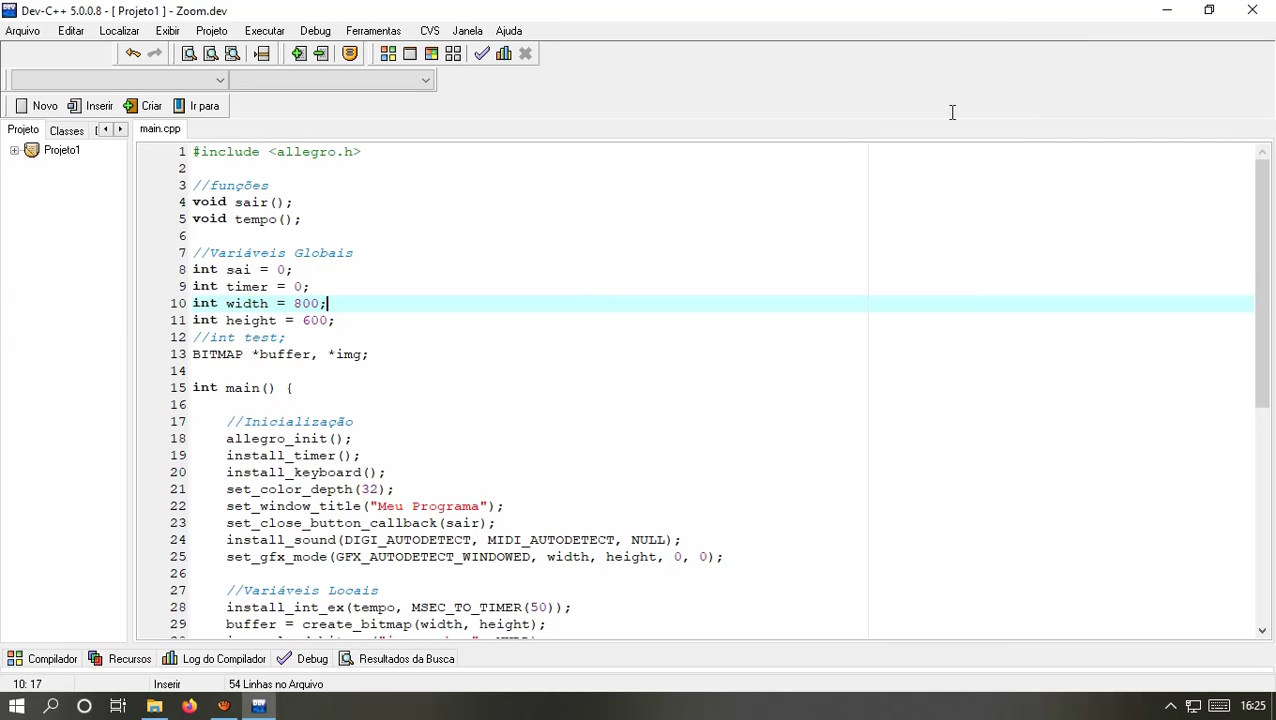 Dev-C++ 5.0.0.8 - [ Projeto1 ] - Zoom.dev
Arquivo Editar Localizar Exibir Projeto Executar Debug Ferramentas CVS Janela Ajuda
Novo Inserir Criar Ir para
Projeto Classes
main.cpp
Projeto1
1 #include <allegro.h>
2
3 //funções
4 void sair();
5 void tempo();
6
7 //Variáveis Globais
8 int sai = 0;
9 int timer = 0;
10 int width = 800;
11 int height = 600;
12 //int test;
13 BITMAP *buffer, *img;
14
15 int main() {
16
17 //Inicialização
18 allegro_init();
19 install_timer();
20 install_keyboard();
21 set_color_depth(32);
22 set_window_title("Meu Programa");
23 set_close_button_callback(sair);
24 install_sound(DIGI_AUTODETECT, MIDI_AUTODETECT, NULL);
25 set_gfx_mode(GFX_AUTODETECT_WINDOWED, width, height, 0, 0);
26
27 //Variáveis Locais
28 install_int_ex(tempo, MSEC_TO_TIMER(50));
29 buffer = create_bitmap(width, height);
Compilador Recursos Log do Compilador Debug Resultados da Busca
10: 17 Inserir 54 Linhas no Arquivo
DEV 16:25